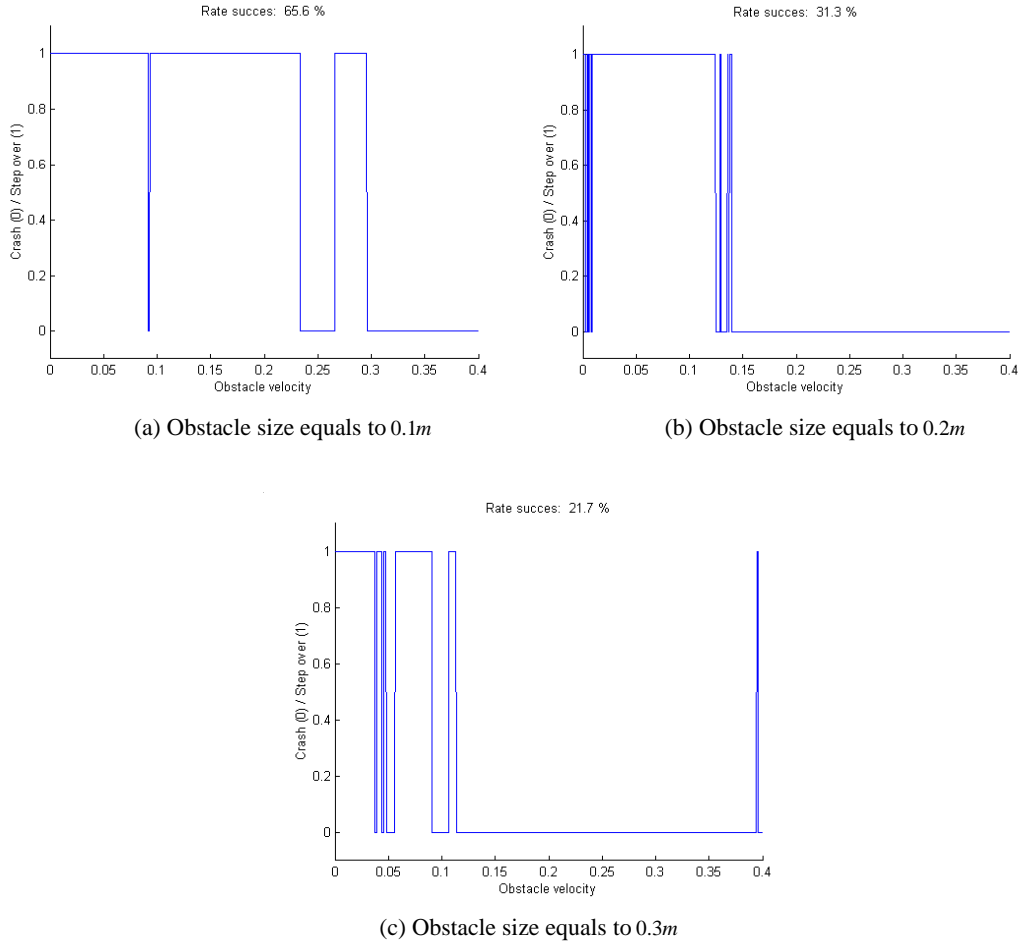 Rate succes: 65.6 %
1
0.8
0.6
0.4
0.2
0
Crash (0) / Step over (1)
0 0.05 0.1 0.15 0.2 0.25 0.3 0.35 0.4
Obstacle velocity
(a) Obstacle size equals to 0.1m
Rate succes: 31.3 %
1
0.8
0.6
0.4
0.2
0
Crash (0) / Step over (1)
0 0.05 0.1 0.15 0.2 0.25 0.3 0.35 0.4
Obstacle velocity
(b) Obstacle size equals to 0.2m
Rate succes: 21.7 %
1
0.8
0.6
0.4
0.2
0
Crash (0) / Step over (1)
0 0.05 0.1 0.15 0.2 0.25 0.3 0.35 0.4
Obstacle velocity
(c) Obstacle size equals to 0.3m